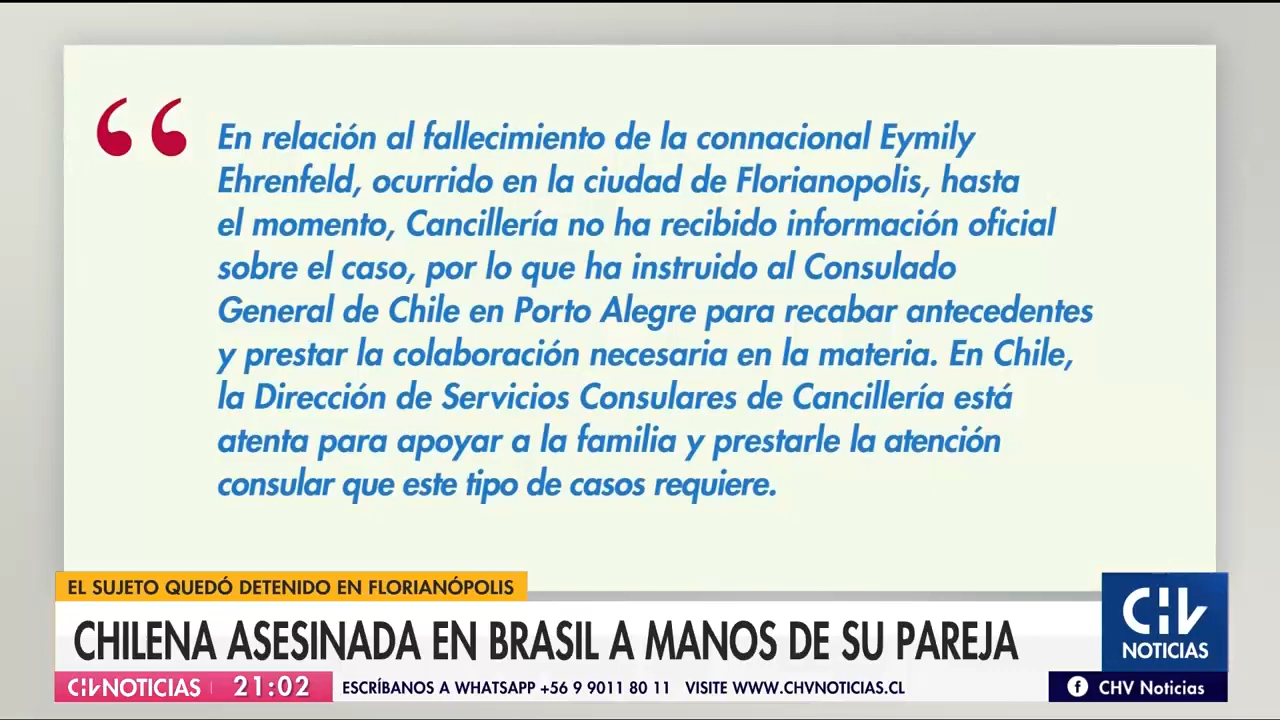 “
En relación al fallecimiento de la connacional Eymily
Ehrenfeld, ocurrido en la ciudad de Florianopolis, hasta
el momento, Cancillería no ha recibido información oficial
sobre el caso, por lo que ha instruido al Consulado
General de Chile en Porto Alegre para recabar antecedentes
y prestar la colaboración necesaria en la materia. En Chile,
la Dirección de Servicios Consulares de Cancillería está
atenta para apoyar a la familia y prestarle la atención
consular que este tipo de casos requiere.
EL SUJETO QUEDÓ DETENIDO EN FLORIANÓPOLIS
CHILENA ASESINADA EN BRASIL A MANOS DE SU PAREJA
CHV
NOTICIAS
CHV NOTICIAS 21:02 ESCRÍBANOS A WHATSAPP +56 9 9011 80 11 VISITE WWW.CHVNOTICIAS.CL
f CHV Noticias